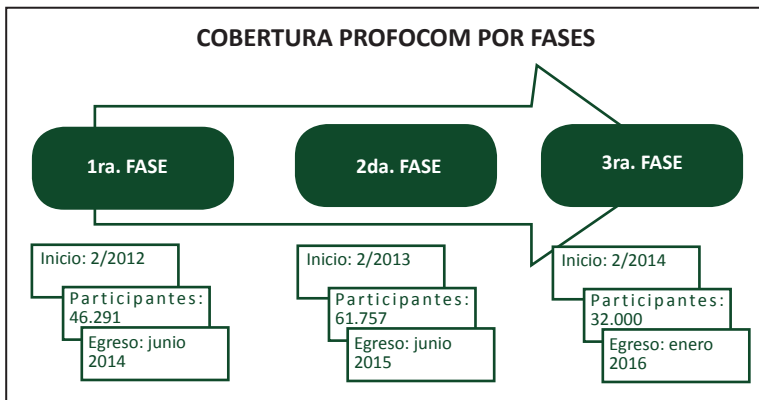 COBERTURA PROFOCOM POR FASES
1ra. FASE
2da. FASE
3ra. FASE
Inicio: 2/2012
Participantes:
46.291
Egreso: junio
2014
Inicio: 2/2013
Participantes:
61.757
Egreso: junio
2015
Inicio: 2/2014
Participantes:
32.000
Egreso: enero
2016